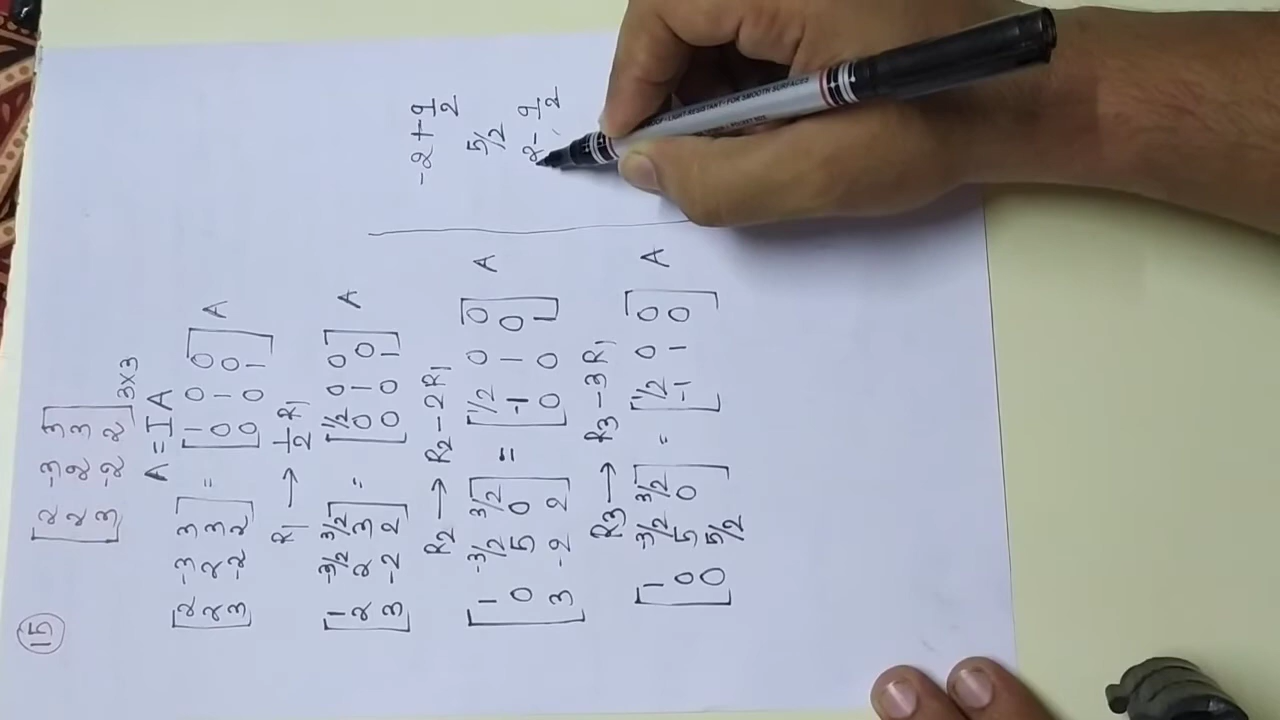 (15)
[2 -3 3
2 2 3
3 -2 2] 3×3
A = IA
[2 -3 3
2 2 3
3 -2 2] = [1 0 0
0 1 0
0 0 1] A
R1 → 1/2 R1
[1 -3/2 3/2
2 2 3
3 -2 2] = [1/2 0 0
0 1 0
0 0 1] A
R2 → R2 - 2R1
[1 -3/2 3/2
0 5 0
3 -2 2] = [1/2 0 0
-1 1 0
0 0 1] A
R3 → R3 - 3R1
[1 -3/2 3/2
0 5 0
0 5/2] = [1/2 0 0
-1 1 0] A
-2 + 9/2
5/2
2 - 9/2